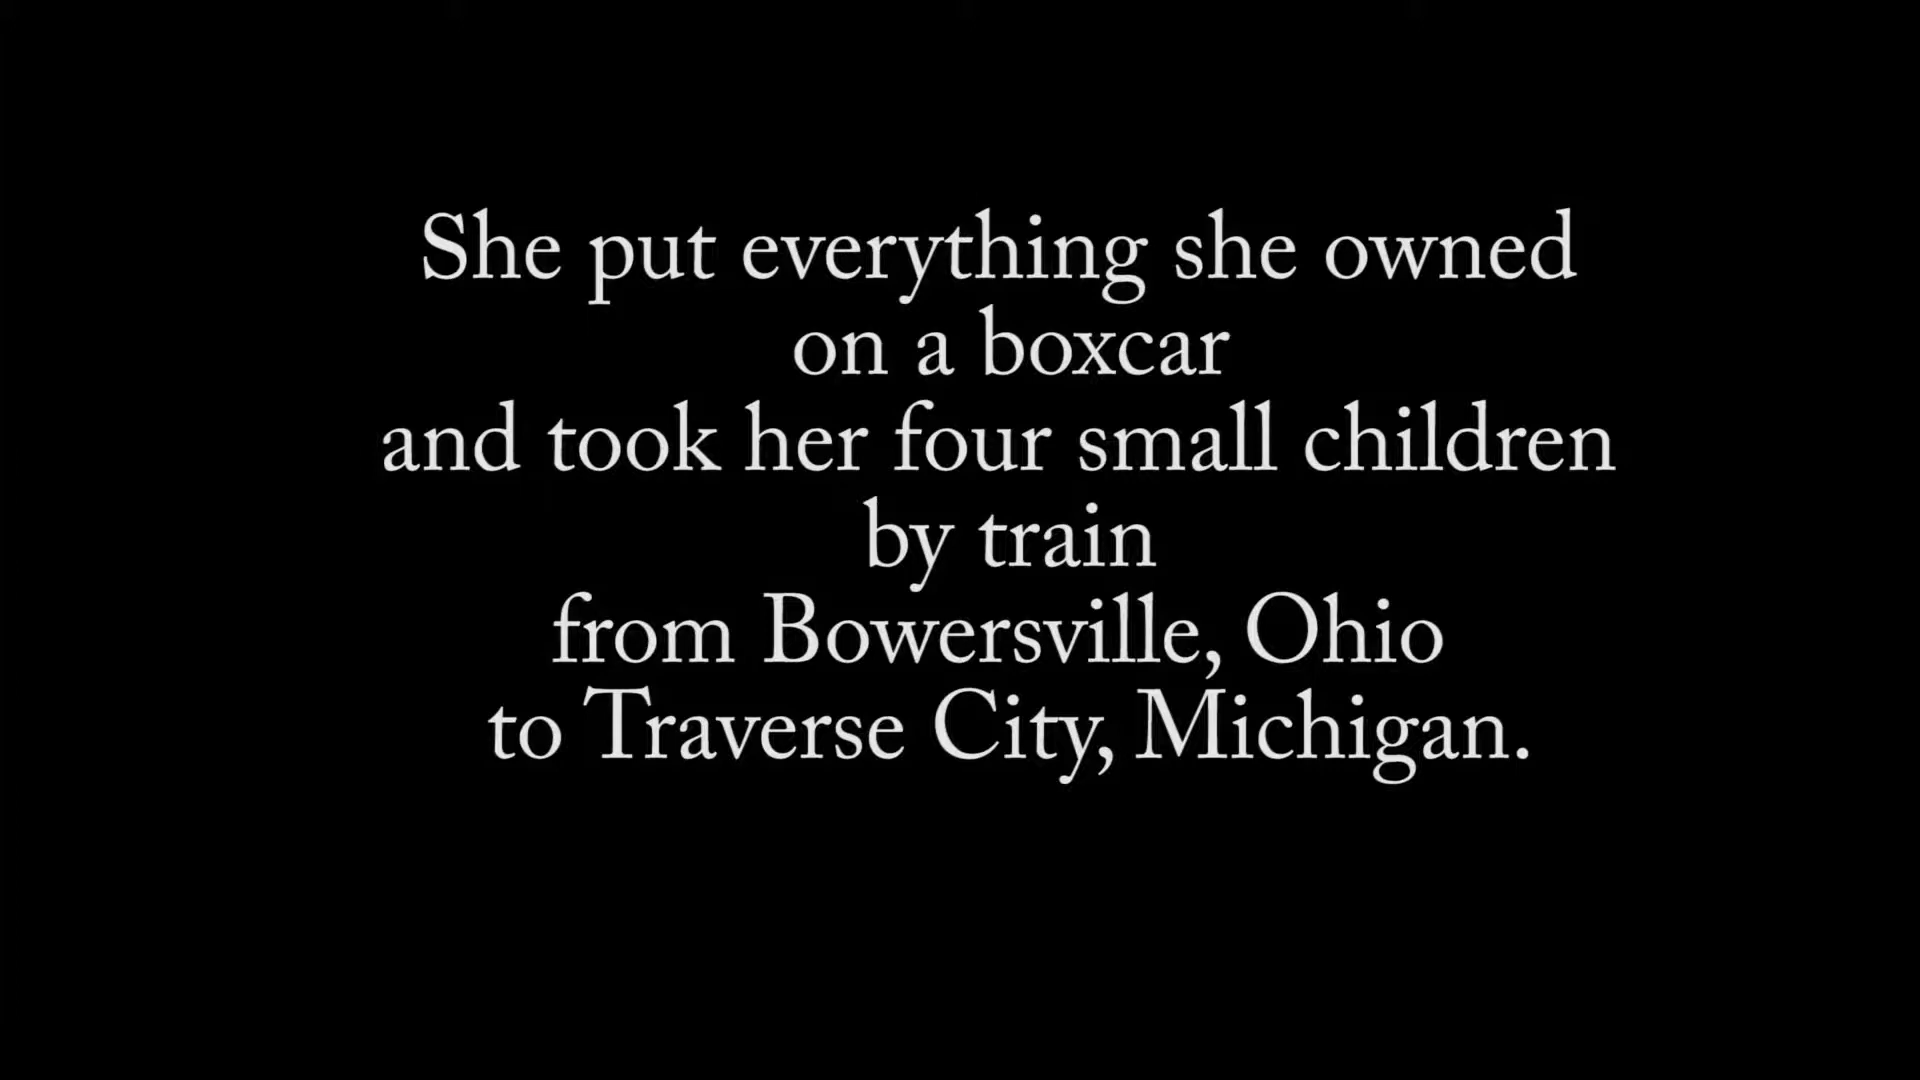 She put everything she owned
on a boxcar
and took her four small children
by train
from Bowersville, Ohio
to Traverse City, Michigan.